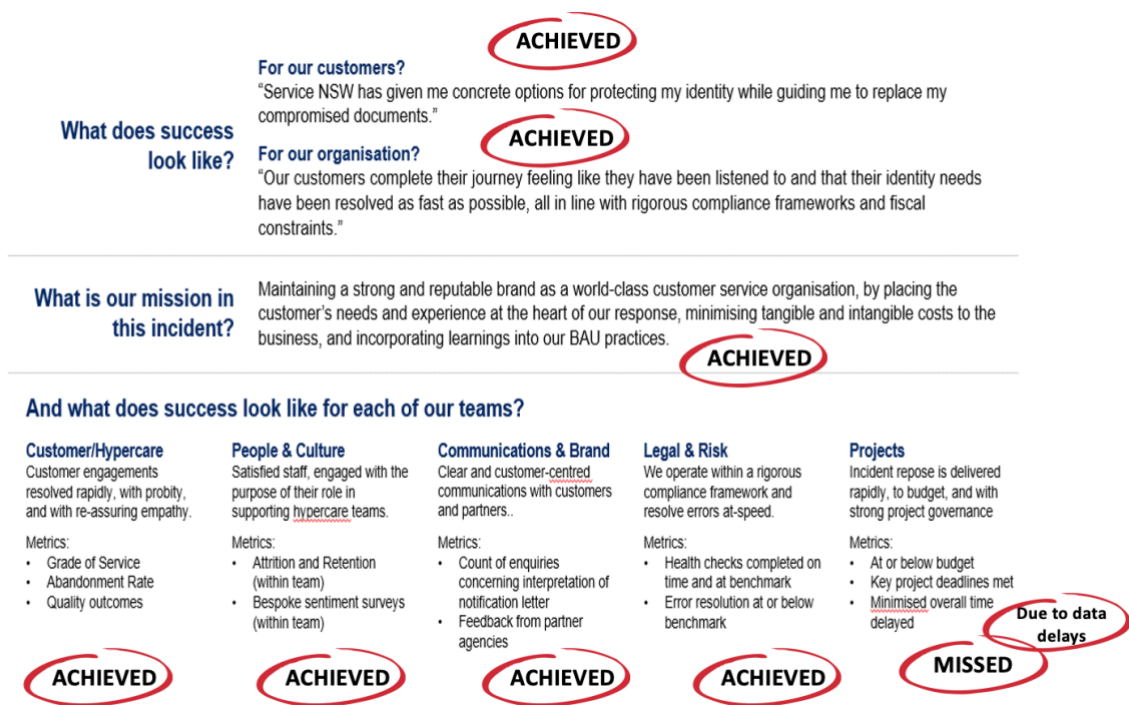 ACHIEVED
For our customers?
“Service NSW has given me concrete options for protecting my identity while guiding me to replace my
compromised documents.”
What does success
look like?
ACHIEVED
For our organisation?
“Our customers complete their journey feeling like they have been listened to and that their identity needs
have been resolved as fast as possible, all in line with rigorous compliance frameworks and fiscal
constraints.”
What is our mission in
this incident?
Maintaining a strong and reputable brand as a world-class customer service organisation, by placing the
customer’s needs and experience at the heart of our response, minimising tangible and intangible costs to the
business, and incorporating learnings into our BAU practices.
ACHIEVED
And what does success look like for each of our teams?
Customer/Hypercare
Customer engagements
resolved rapidly, with probity,
and with re-assuring empathy.
Metrics:
• Grade of Service
• Abandonment Rate
• Quality outcomes
ACHIEVED
People & Culture
Satisfied staff, engaged with the
purpose of their role in
supporting hypercare teams.
Metrics:
• Attrition and Retention
(within team)
• Bespoke sentiment surveys
(within team)
ACHIEVED
Communications & Brand
Clear and customer-centred
communications with customers
and partners..
Metrics:
• Count of enquiries
concerning interpretation of
notification letter
• Feedback from partner
agencies
ACHIEVED
Legal & Risk
We operate within a rigorous
compliance framework and
resolve errors at-speed.
Metrics:
• Health checks completed on
time and at benchmark
• Error resolution at or below
benchmark
ACHIEVED
Projects
Incident repose is delivered
rapidly, to budget, and with
strong project governance
Metrics:
• At or below budget
• Key project deadlines met
• Minimised overall time
delayed
Due to data
delays
MISSED